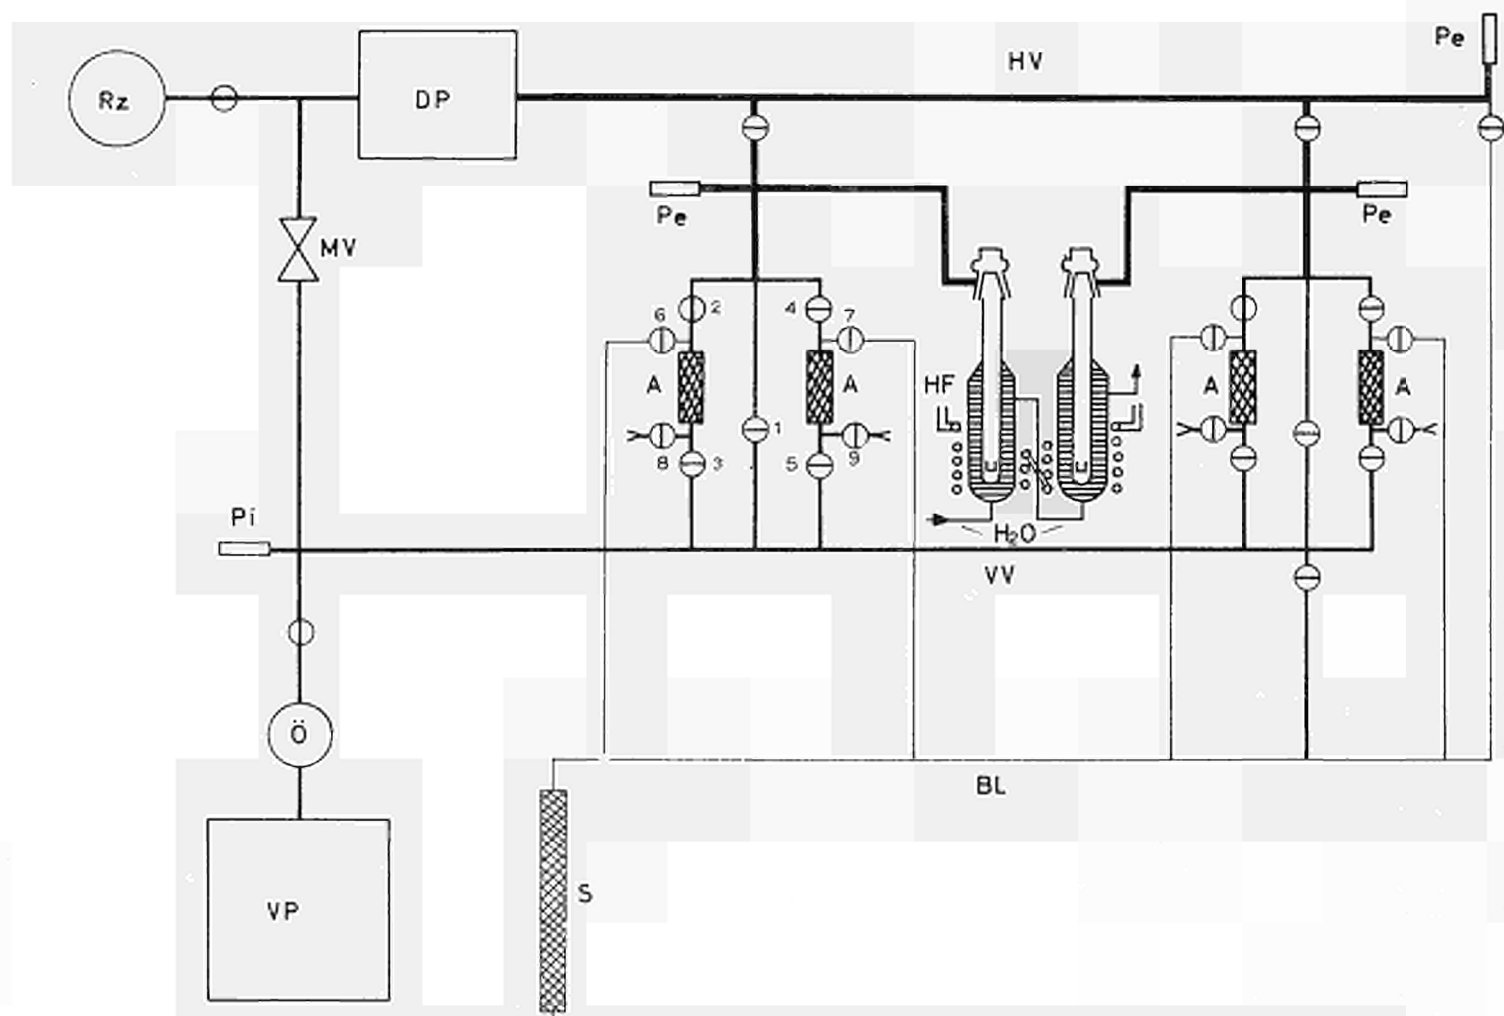 Rz
DP
HV
Pe
MV
Pe
Pe
6 2 4 7
A A HF A A
8 3 1 5 9
Pi
H₂O
VV
Ö
BL
VP
S